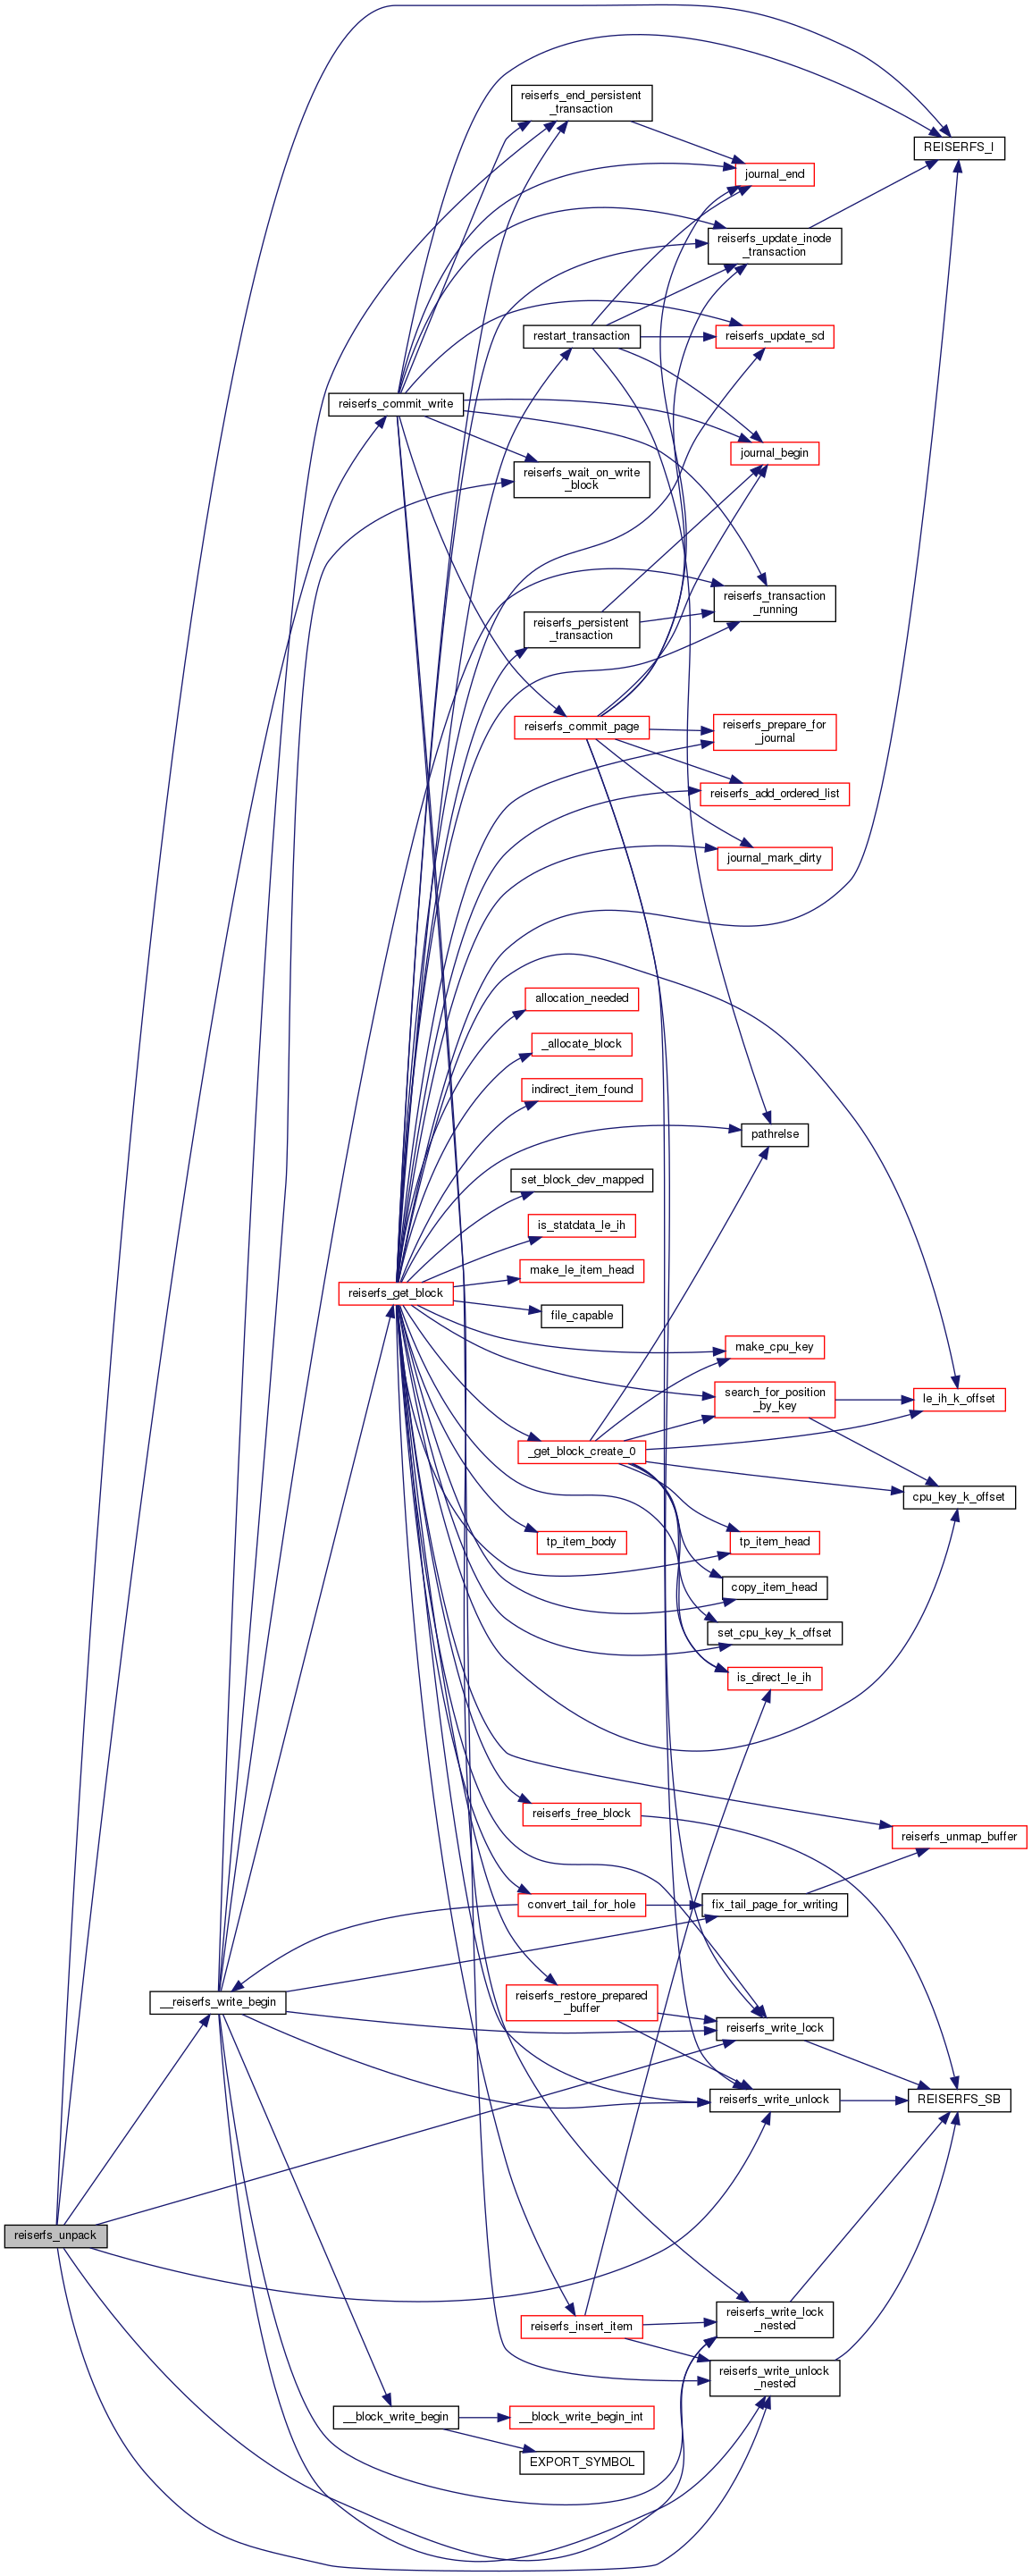 reiserfs_end_persistent
_transaction
REISERFS_I
journal_end
reiserfs_update_inode
_transaction
restart_transaction
reiserfs_update_sd
reiserfs_commit_write
journal_begin
reiserfs_wait_on_write
_block
reiserfs_transaction
_running
reiserfs_persistent
_transaction
reiserfs_commit_page
reiserfs_prepare_for
_journal
reiserfs_add_ordered_list
journal_mark_dirty
allocation_needed
_allocate_block
indirect_item_found
pathrelse
set_block_dev_mapped
is_statdata_le_ih
make_le_item_head
reiserfs_get_block
file_capable
make_cpu_key
search_for_position
_by_key
le_ih_k_offset
_get_block_create_0
cpu_key_k_offset
tp_item_body
tp_item_head
copy_item_head
set_cpu_key_k_offset
is_direct_le_ih
reiserfs_free_block
reiserfs_unmap_buffer
convert_tail_for_hole
fix_tail_page_for_writing
__reiserfs_write_begin
reiserfs_restore_prepared
_buffer
reiserfs_write_lock
reiserfs_write_unlock
REISERFS_SB
reiserfs_unpack
reiserfs_insert_item
reiserfs_write_lock
_nested
reiserfs_write_unlock
_nested
__block_write_begin
__block_write_begin_int
EXPORT_SYMBOL